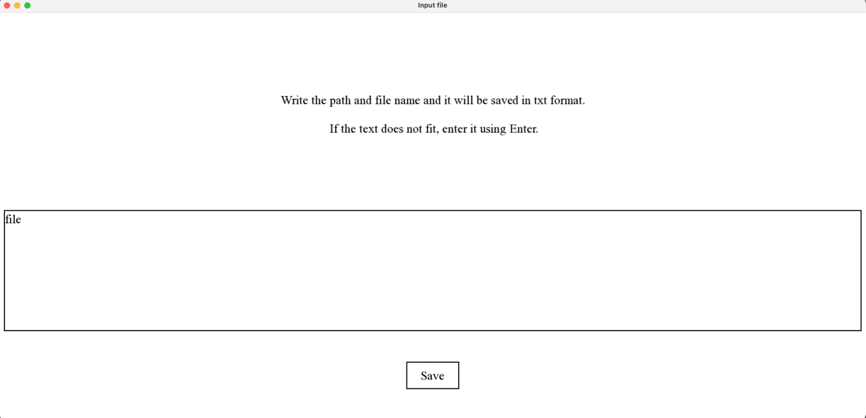 Input file
Write the path and file name and it will be saved in txt format.
If the text does not fit, enter it using Enter.
file
Save